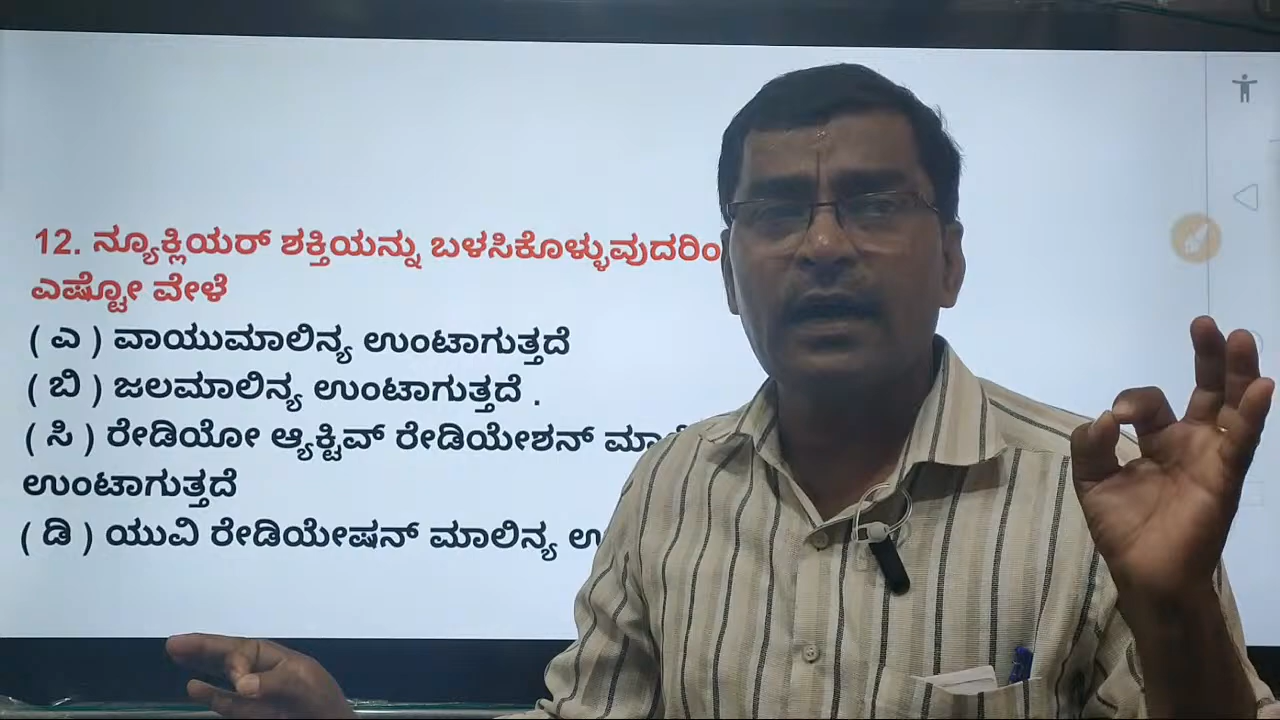 12. ನ್ಯೂಕ್ಲಿಯರ್ ಶಕ್ತಿಯನ್ನು ಬಳಸಿಕೊಳ್ಳುವುದರಿಂ
ಎಷ್ಟೋ ವೇಳೆ
( ಎ ) ವಾಯುಮಾಲಿನ್ಯ ಉಂಟಾಗುತ್ತದೆ
( ಬಿ ) ಜಲಮಾಲಿನ್ಯ ಉಂಟಾಗುತ್ತದೆ .
( ಸಿ ) ರೇಡಿಯೋ ಆ್ಯಕ್ಟಿವ್ ರೇಡಿಯೇಶನ್
ಉಂಟಾಗುತ್ತದೆ
( ಡಿ ) ಯುವಿ ರೇಡಿಯೇಷನ್ ಮಾಲಿನ್ಯ